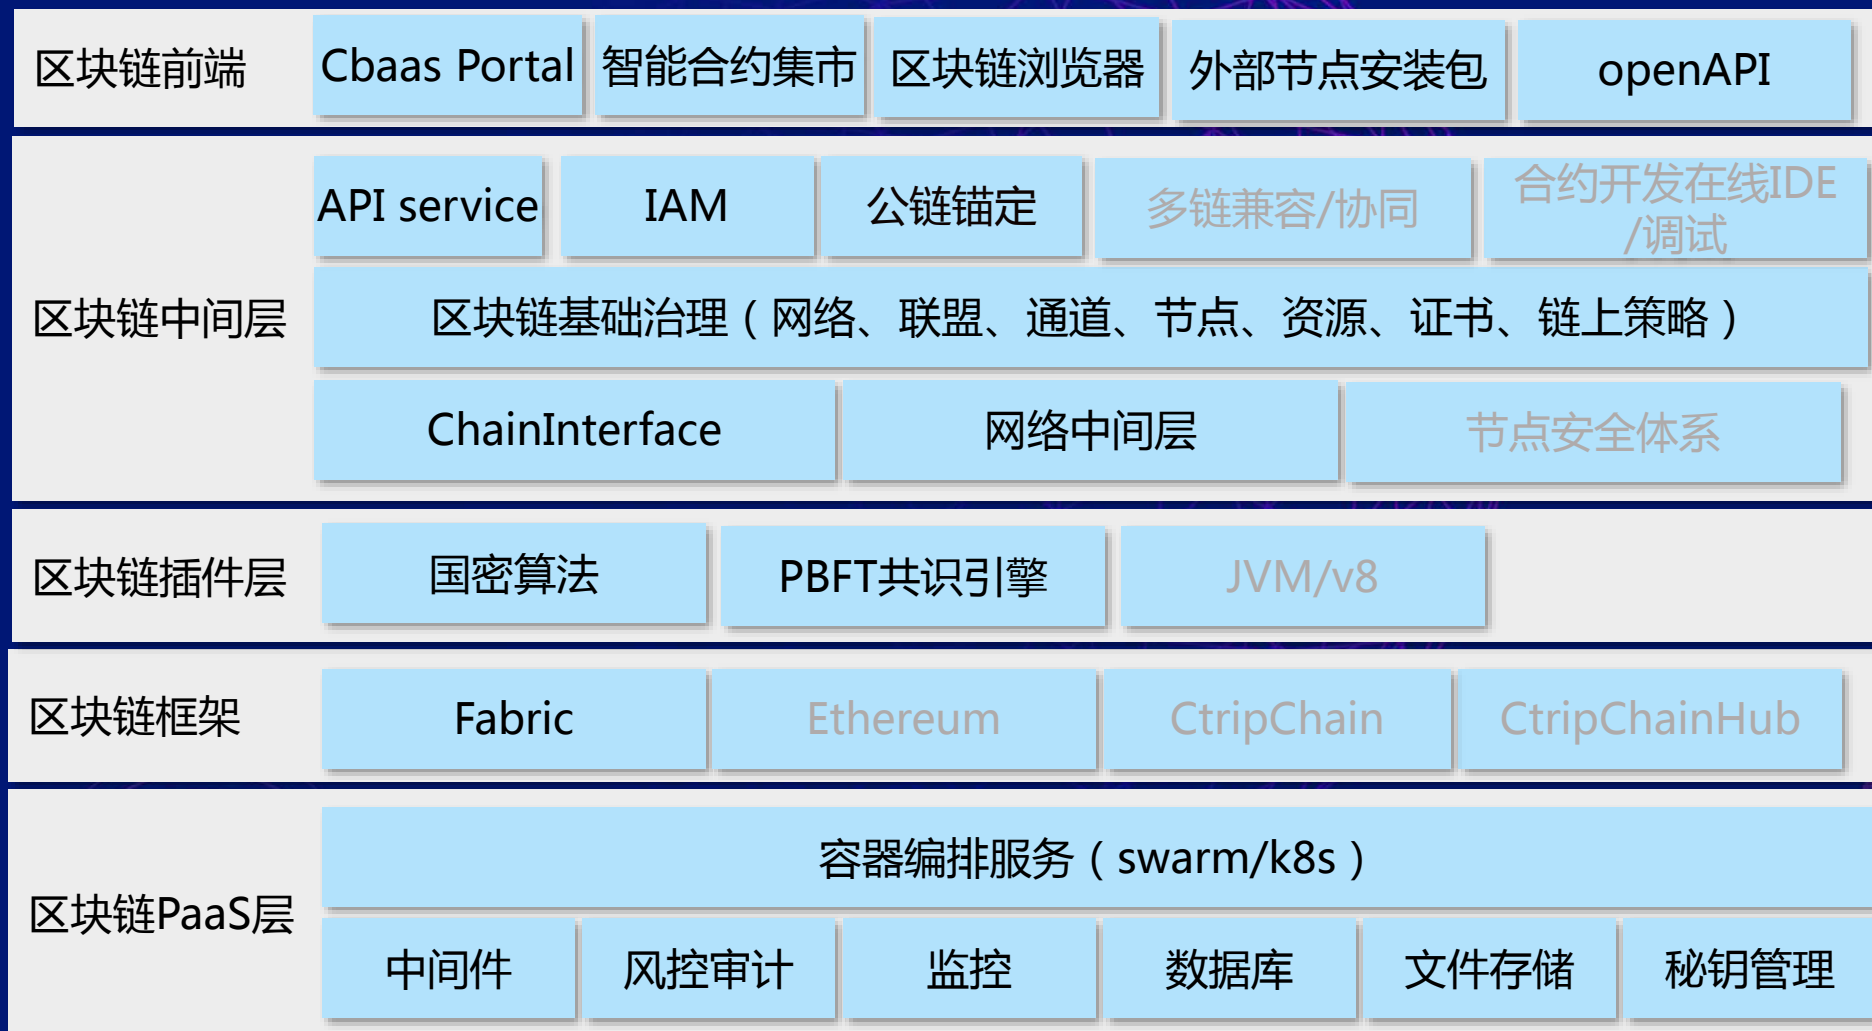 区块链前端
Cbaas Portal
智能合约集市
区块链浏览器
外部节点安装包
openAPI
区块链中间层
API service
IAM
公链锚定
多链兼容/协同
合约开发在线IDE
/调试
区块链基础治理（网络、联盟、通道、节点、资源、证书、链上策略）
ChainInterface
网络中间层
节点安全体系
区块链插件层
国密算法
PBFT共识引擎
JVM/v8
区块链框架
Fabric
Ethereum
CtripChain
CtripChainHub
区块链PaaS层
容器编排服务（swarm/k8s）
中间件
风控审计
监控
数据库
文件存储
秘钥管理